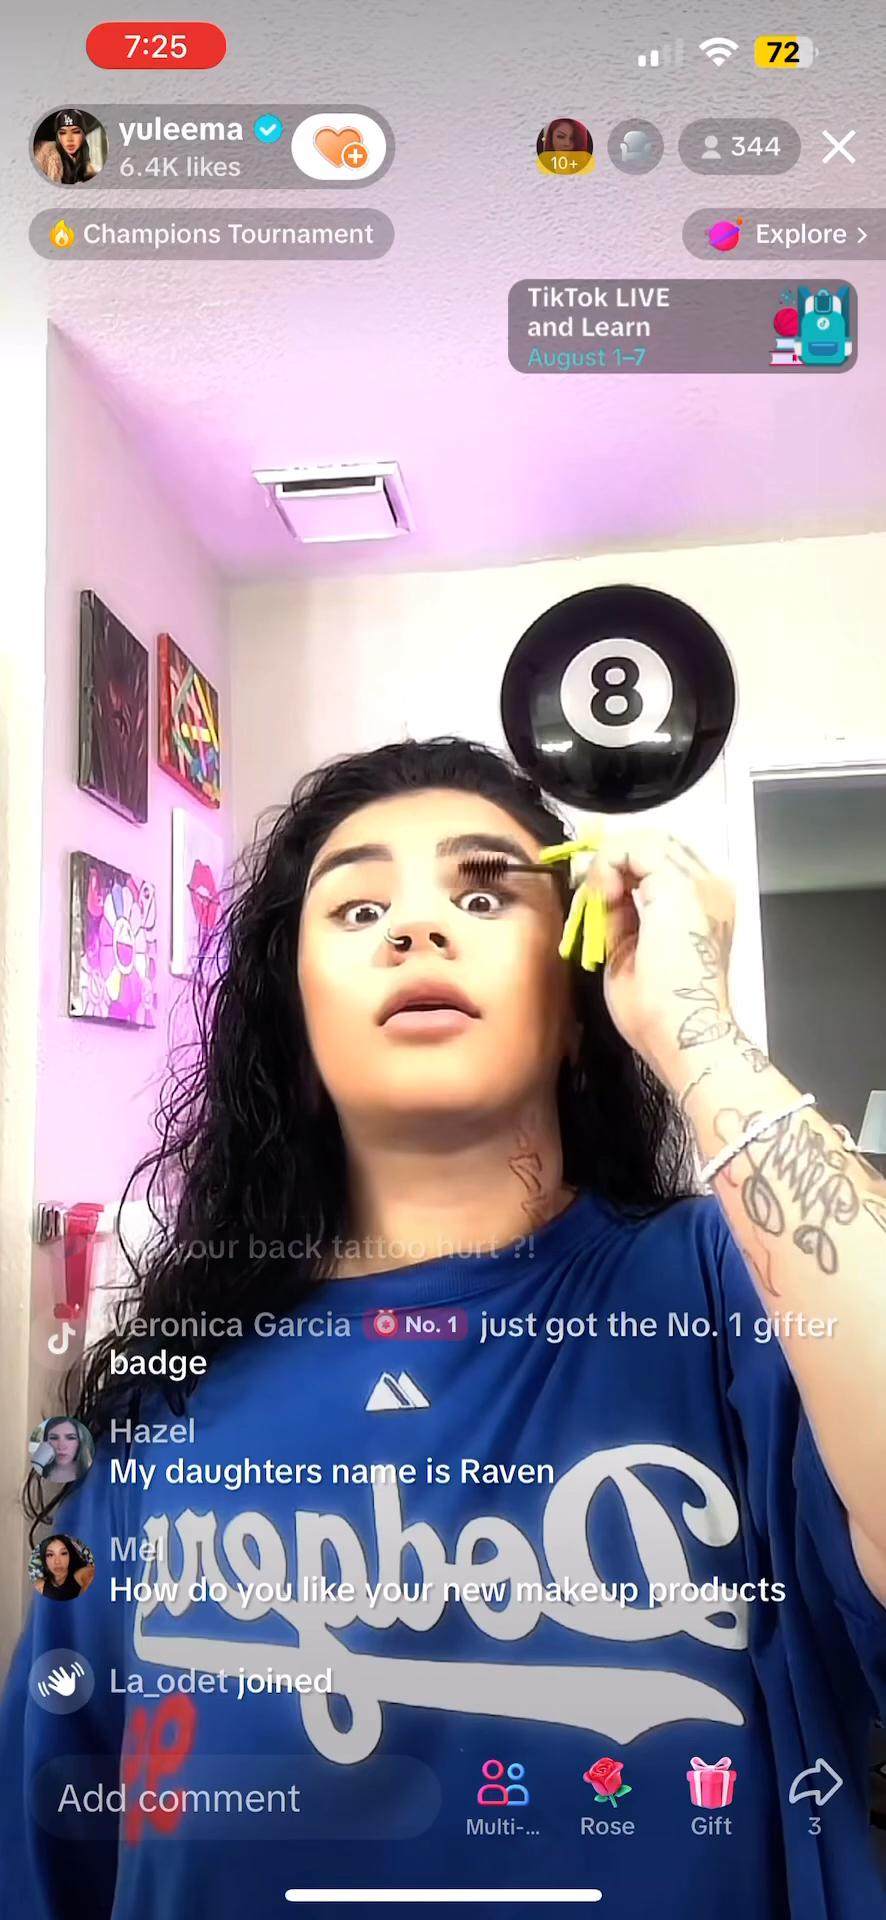 7:25
72
yuleema
6.4K likes
10+
344
Champions Tournament
Explore >
TikTok LIVE
and Learn
August 1–7
8
your back tattoo hurt ?!
Veronica Garcia No. 1 just got the No. 1 gifter
badge
Hazel
My daughters name is Raven
Mel
How do you like your new makeup products
Dodgers
La_odet joined
Add comment
Multi-...
Rose
Gift
3